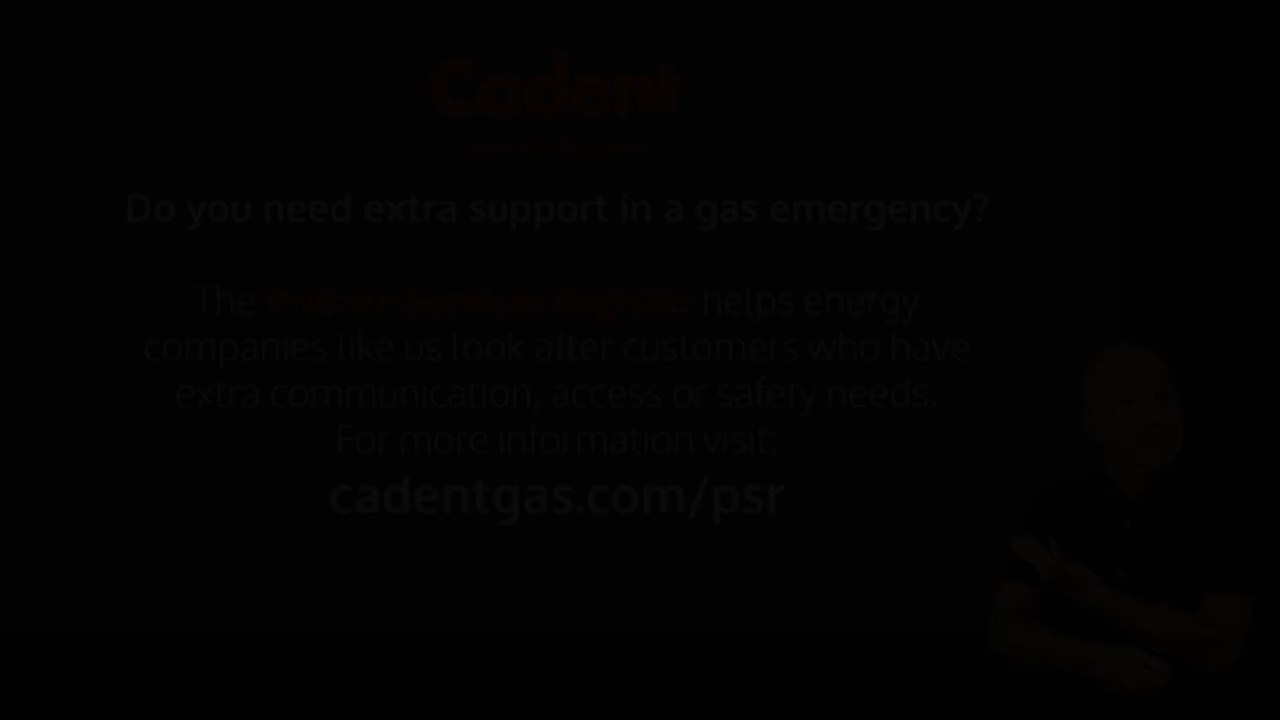 Cadent
Do you need extra support in a gas emergency?
The Priority Services Register helps energy
companies like us look after customers who have
extra communication, access or safety needs.
For more information visit:
cadentgas.com/psr